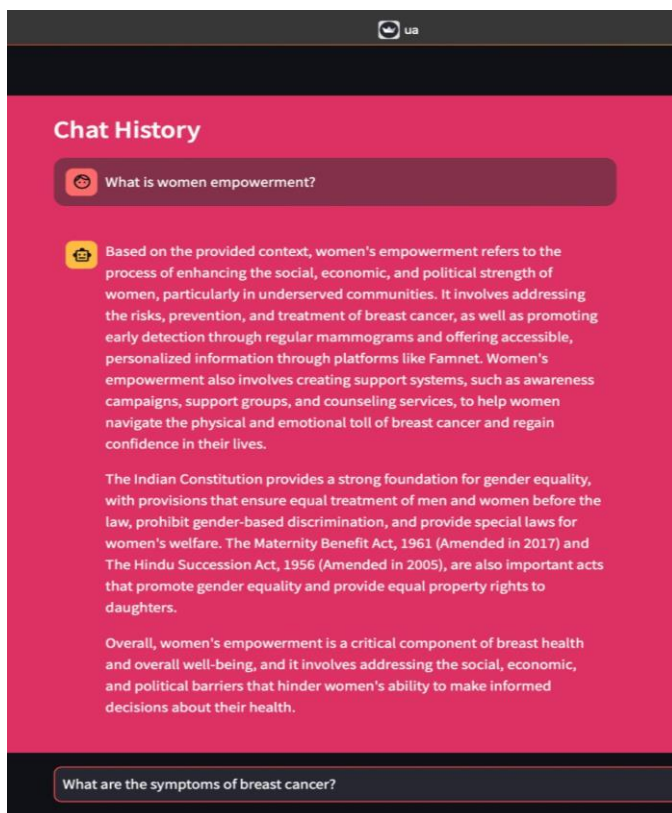 ua
Chat History
What is women empowerment?
Based on the provided context, women's empowerment refers to the
process of enhancing the social, economic, and political strength of
women, particularly in underserved communities. It involves addressing
the risks, prevention, and treatment of breast cancer, as well as promoting
early detection through regular mammograms and offering accessible,
personalized information through platforms like Famnet. Women's
empowerment also involves creating support systems, such as awareness
campaigns, support groups, and counseling services, to help women
navigate the physical and emotional toll of breast cancer and regain
confidence in their lives.
The Indian Constitution provides a strong foundation for gender equality,
with provisions that ensure equal treatment of men and women before the
law, prohibit gender-based discrimination, and provide special laws for
women's welfare. The Maternity Benefit Act, 1961 (Amended in 2017) and
The Hindu Succession Act, 1956 (Amended in 2005), are also important acts
that promote gender equality and provide equal property rights to
daughters.
Overall, women's empowerment is a critical component of breast health
and overall well-being, and it involves addressing the social, economic,
and political barriers that hinder women's ability to make informed
decisions about their health.
What are the symptoms of breast cancer?